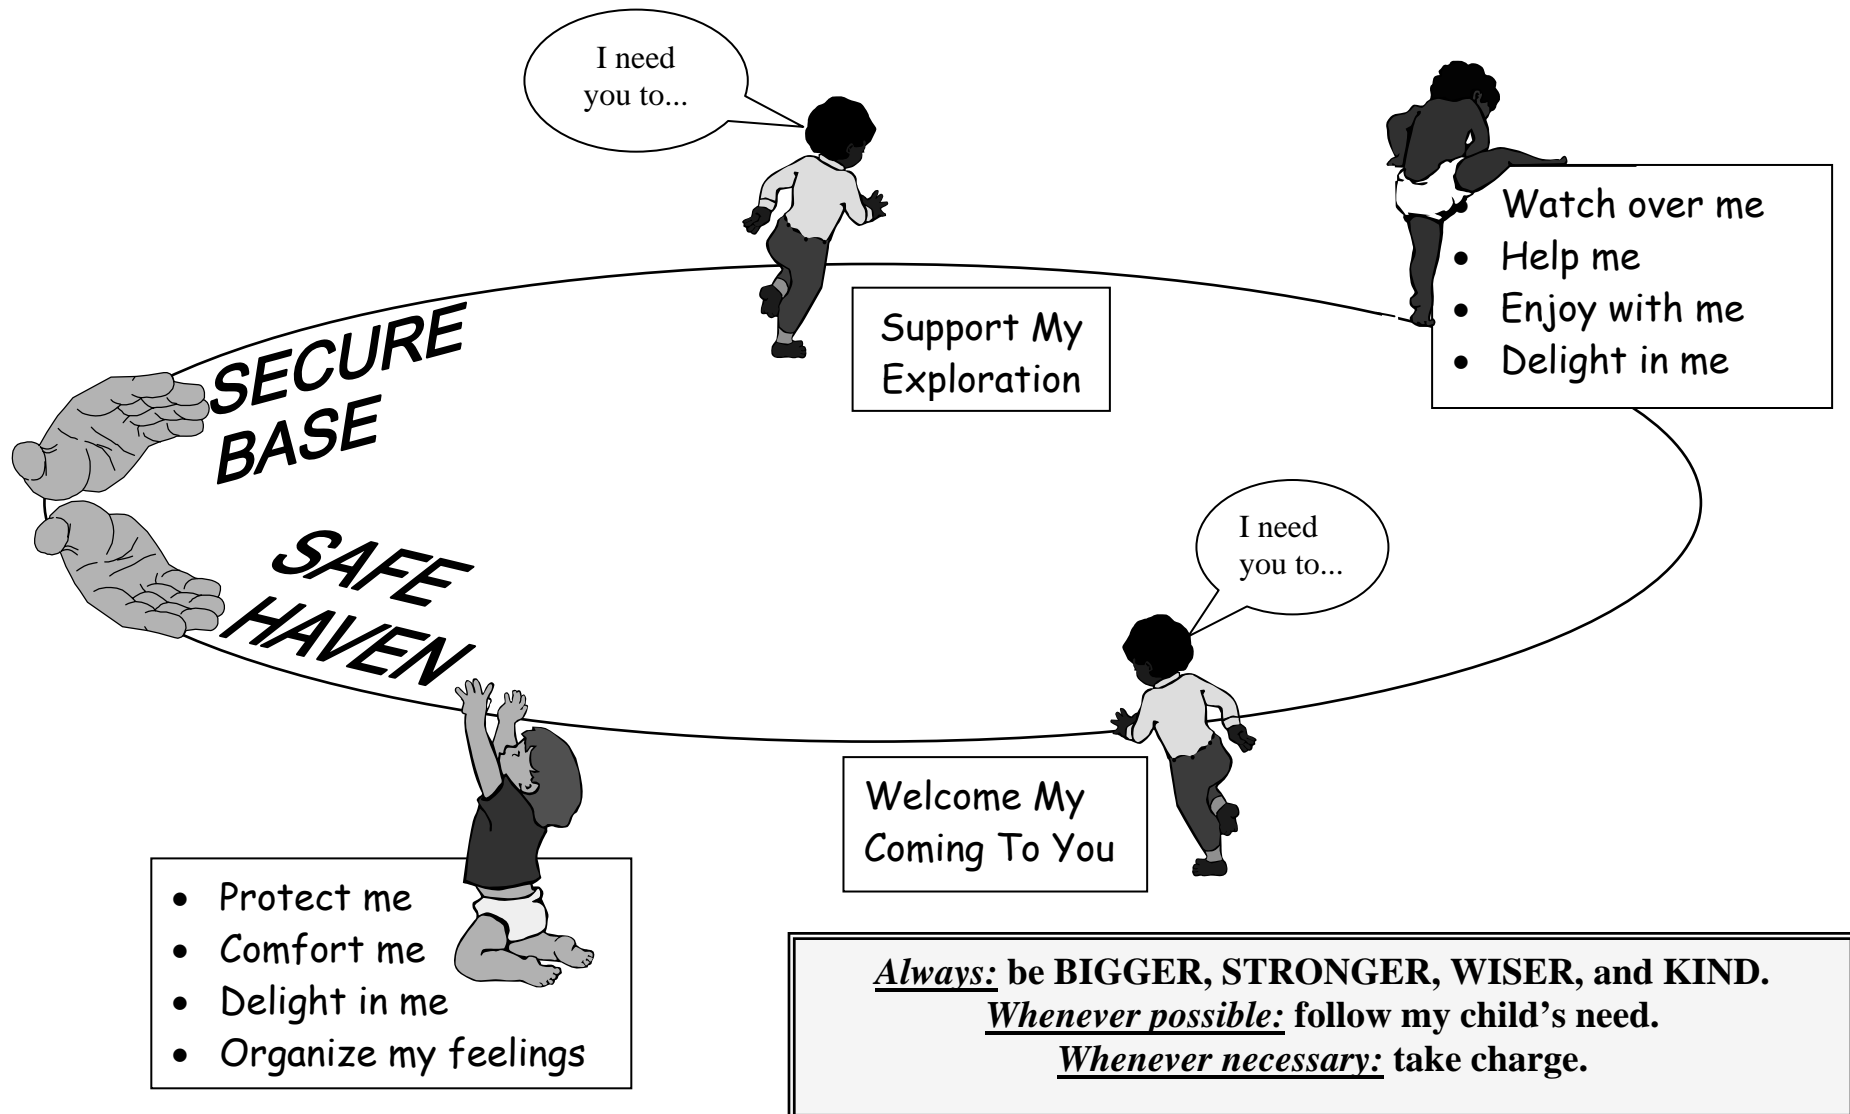 I need
you to...
• Watch over me
• Help me
• Enjoy with me
• Delight in me
Support My
Exploration
SECURE
BASE
SAFE
HAVEN
I need
you to...
Welcome My
Coming To You
• Protect me
• Comfort me
• Delight in me
• Organize my feelings
Always: be BIGGER, STRONGER, WISER, and KIND.
Whenever possible: follow my child’s need.
Whenever necessary: take charge.